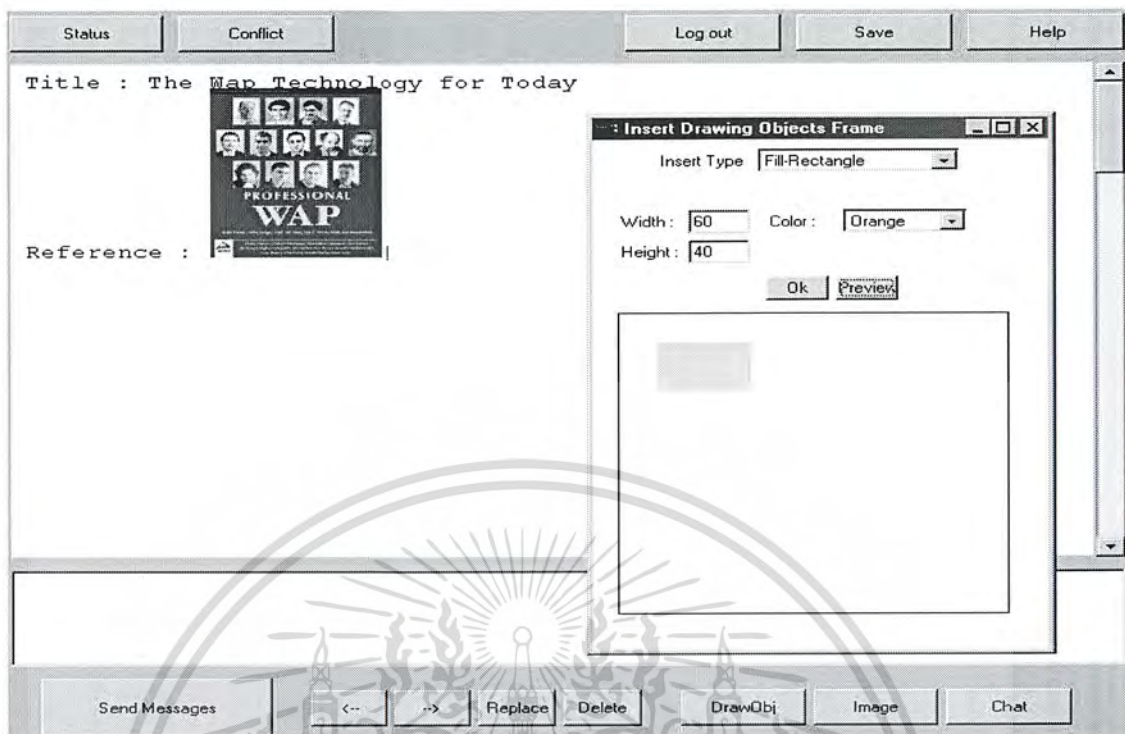 Status Conflict Log out Save Help
Title : The Wap Technology for Today
PROFESSIONAL
WAP
Reference :
Insert Drawing Objects Frame
Insert Type Fill-Rectangle
Width : 60 Color : Orange
Height : 40
Ok Preview
Send Messages <-- --> Replace Delete DrawObj Image Chat